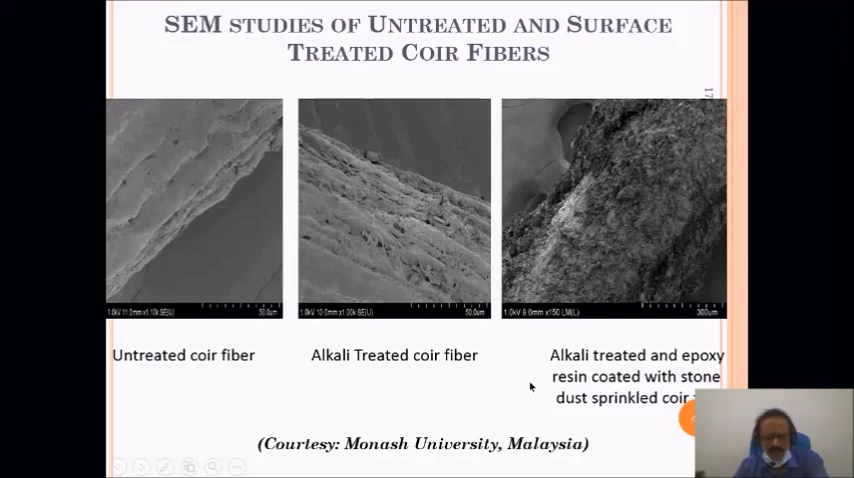 SEM STUDIES OF UNTREATED AND SURFACE
TREATED COIR FIBERS
17
1.0kV 11.0mm x1.10k SE(U) 50.0um
1.0kV 10.0mm x1.00k SE(U) 50.0um
1.0kV 9.6mm x150 LM(L) 300um
Untreated coir fiber
Alkali Treated coir fiber
Alkali treated and epoxy
resin coated with stone
dust sprinkled coir
(Courtesy: Monash University, Malaysia)